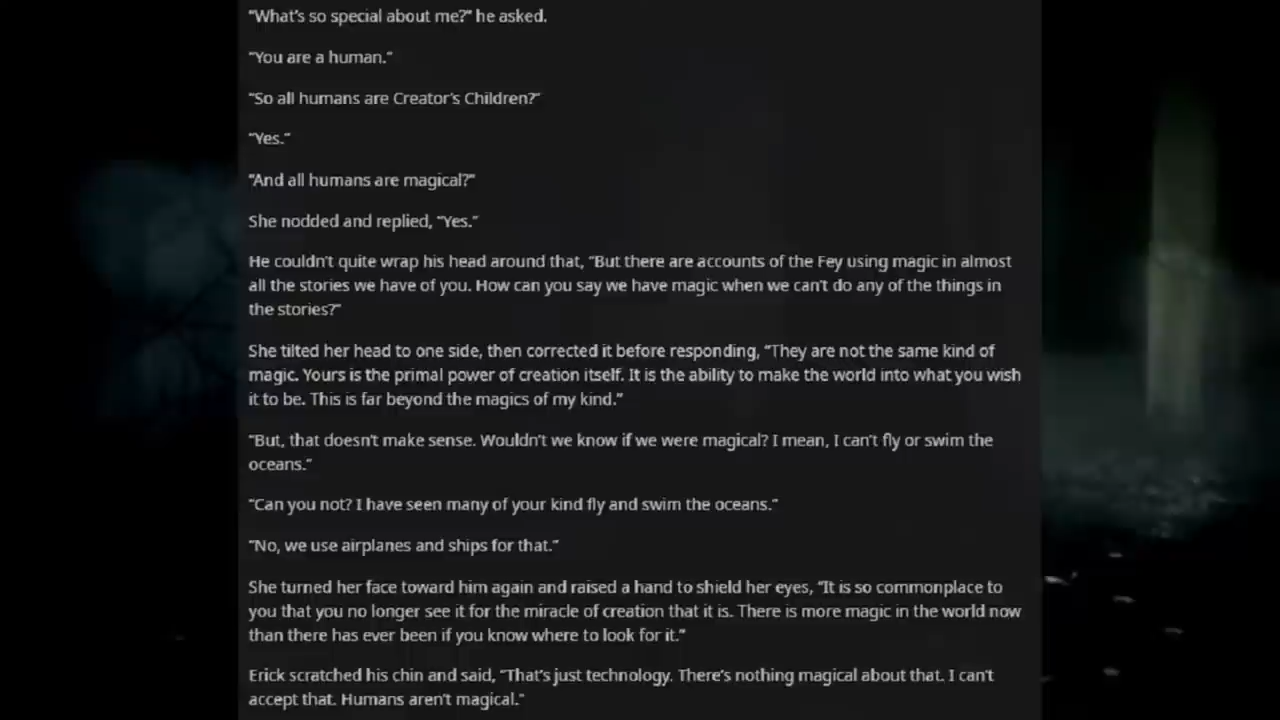 "What's so special about me?" he asked.
"You are a human."
"So all humans are Creator's Children?"
"Yes."
"And all humans are magical?"
She nodded and replied, "Yes."
He couldn't quite wrap his head around that, "But there are accounts of the Fey using magic in almost
all the stories we have of you. How can you say we have magic when we can't do any of the things in
the stories?"
She tilted her head to one side, then corrected it before responding, "They are not the same kind of
magic. Yours is the primal power of creation itself. It is the ability to make the world into what you wish
it to be. This is far beyond the magics of my kind."
"But, that doesn't make sense. Wouldn't we know if we were magical? I mean, I can't fly or swim the
oceans."
"Can you not? I have seen many of your kind fly and swim the oceans."
"No, we use airplanes and ships for that."
She turned her face toward him again and raised a hand to shield her eyes, "It is so commonplace to
you that you no longer see it for the miracle of creation that it is. There is more magic in the world now
than there has ever been if you know where to look for it."
Erick scratched his chin and said, "That's just technology. There's nothing magical about that. I can't
accept that. Humans aren't magical."